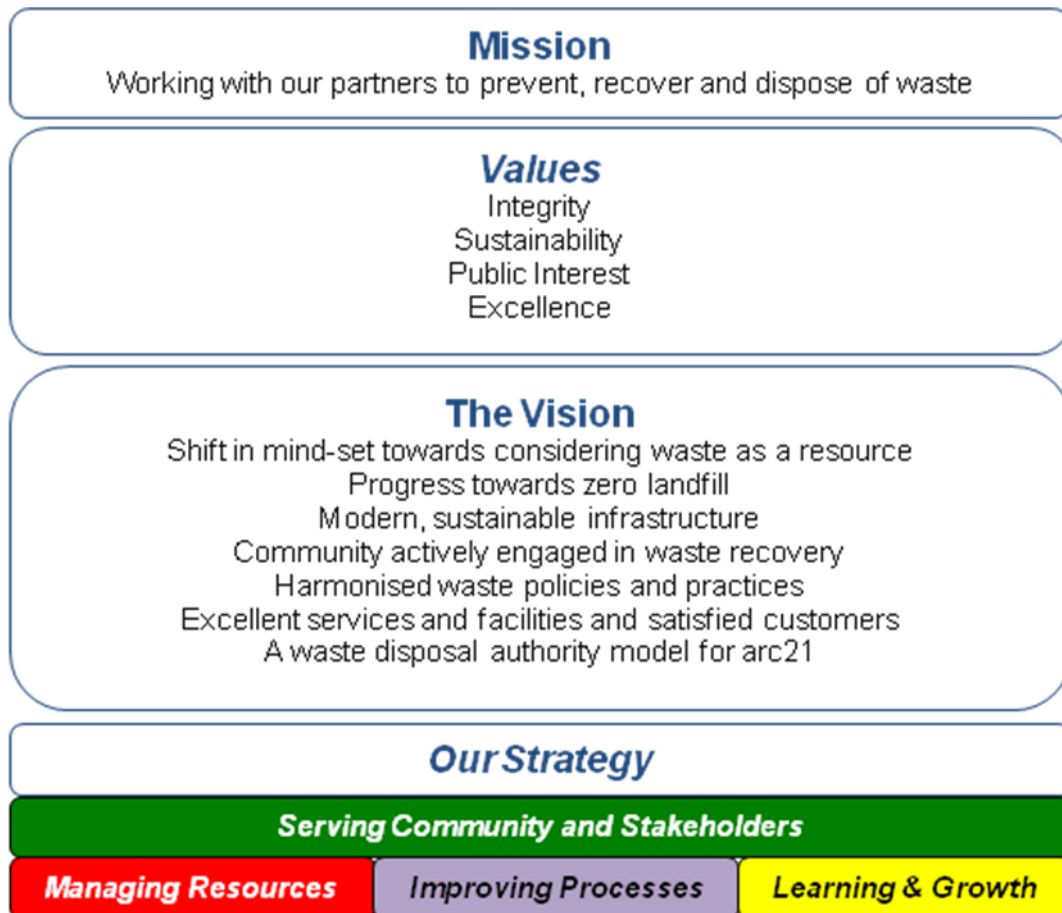 Mission
Working with our partners to prevent, recover and dispose of waste
Values
Integrity
Sustainability
Public Interest
Excellence
The Vision
Shift in mind-set towards considering waste as a resource
Progress towards zero landfill
Modern, sustainable infrastructure
Community actively engaged in waste recovery
Harmonised waste policies and practices
Excellent services and facilities and satisfied customers
A waste disposal authority model for arc21
Our Strategy
Serving Community and Stakeholders
Managing Resources
Improving Processes
Learning & Growth